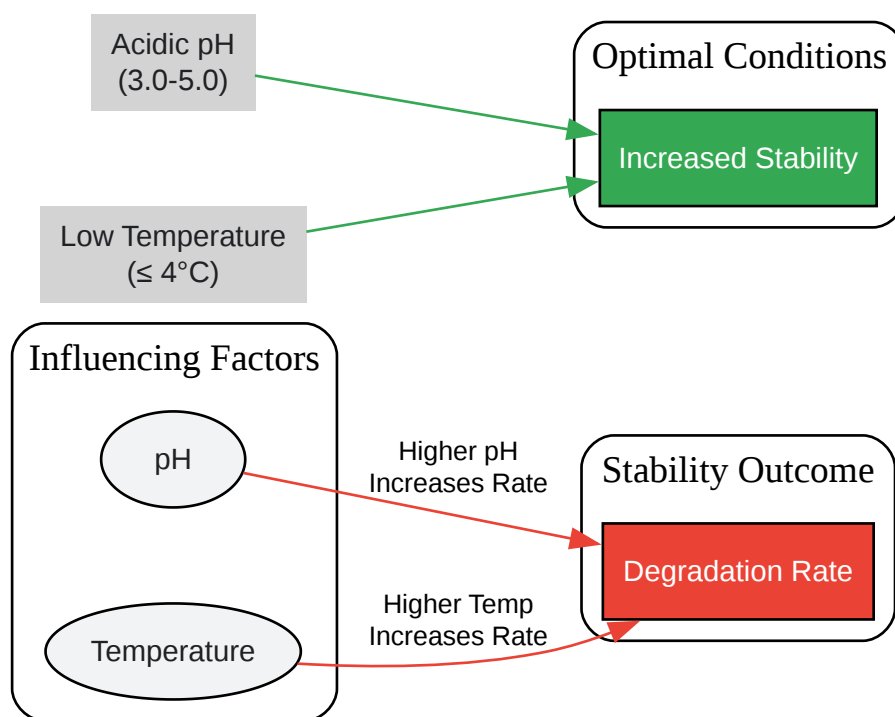 Acidic pH
(3.0-5.0)
Optimal Conditions
Increased Stability
Low Temperature
(≤ 4°C)
Influencing Factors
pH
Higher pH
Increases Rate
Stability Outcome
Degradation Rate
Higher Temp
Increases Rate
Temperature